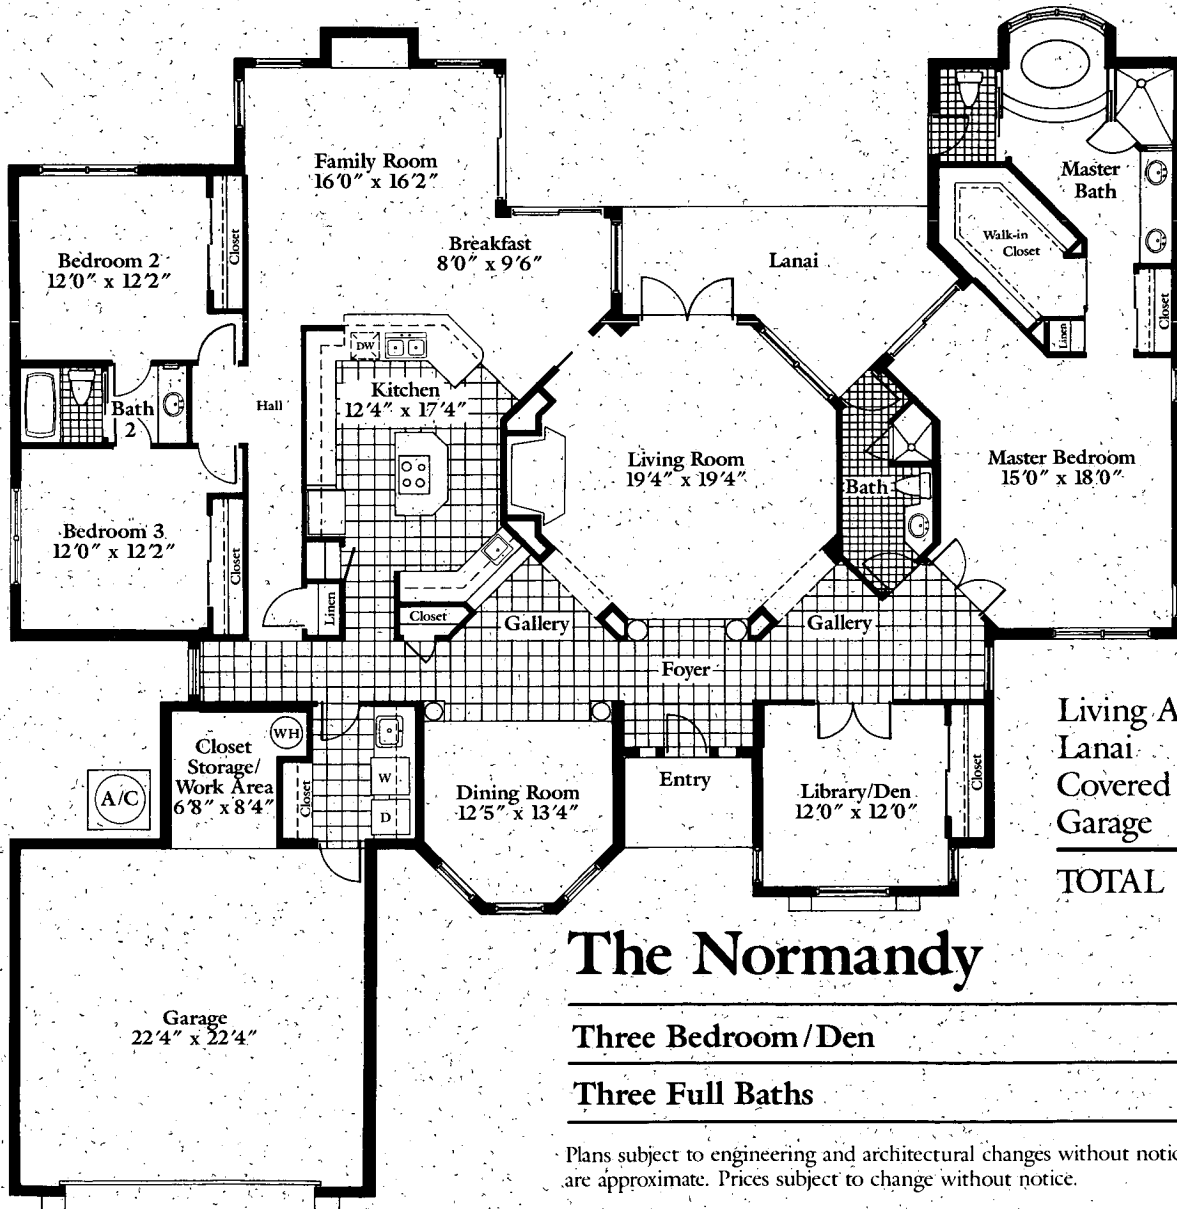 Family Room
16'0" x 16'2"
Master
Bath
Bedroom 2
12'0" x 12'2"
Closet
Breakfast
8'0" x 9'6"
Lanai
Walk-in
Closet
Closet
Linen
DW
Kitchen
12'4" x 17'4"
Bath
2
Hall
Living Room
19'4" x 19'4"
Master Bedroom
15'0" x 18'0"
Bath
Bedroom 3
12'0" x 12'2"
Closet
Linen
Closet
Gallery
Gallery
Foyer
WH
Closet
Storage/
Work Area
6'8" x 8'4"
Closet
W
D
A/C
Dining Room
12'5" x 13'4"
Entry
Library/Den
12'0" x 12'0"
Closet
Living A
Lanai
Covered
Garage
TOTAL
Garage
22'4" x 22'4"
The Normandy
Three Bedroom/Den
Three Full Baths
Plans subject to engineering and architectural changes without notic
are approximate. Prices subject to change without notice.